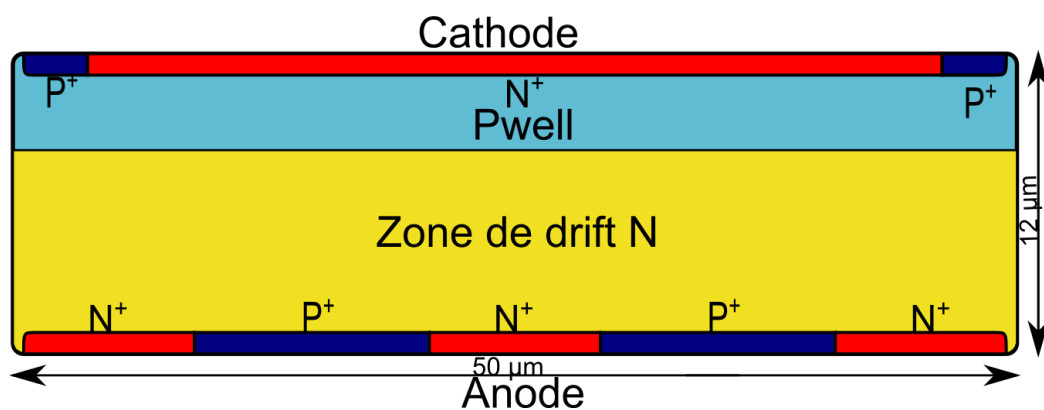 Cathode
P⁺
N⁺
P⁺
Pwell
12 µm
Zone de drift N
N⁺
P⁺
N⁺
P⁺
N⁺
50 µm
Anode